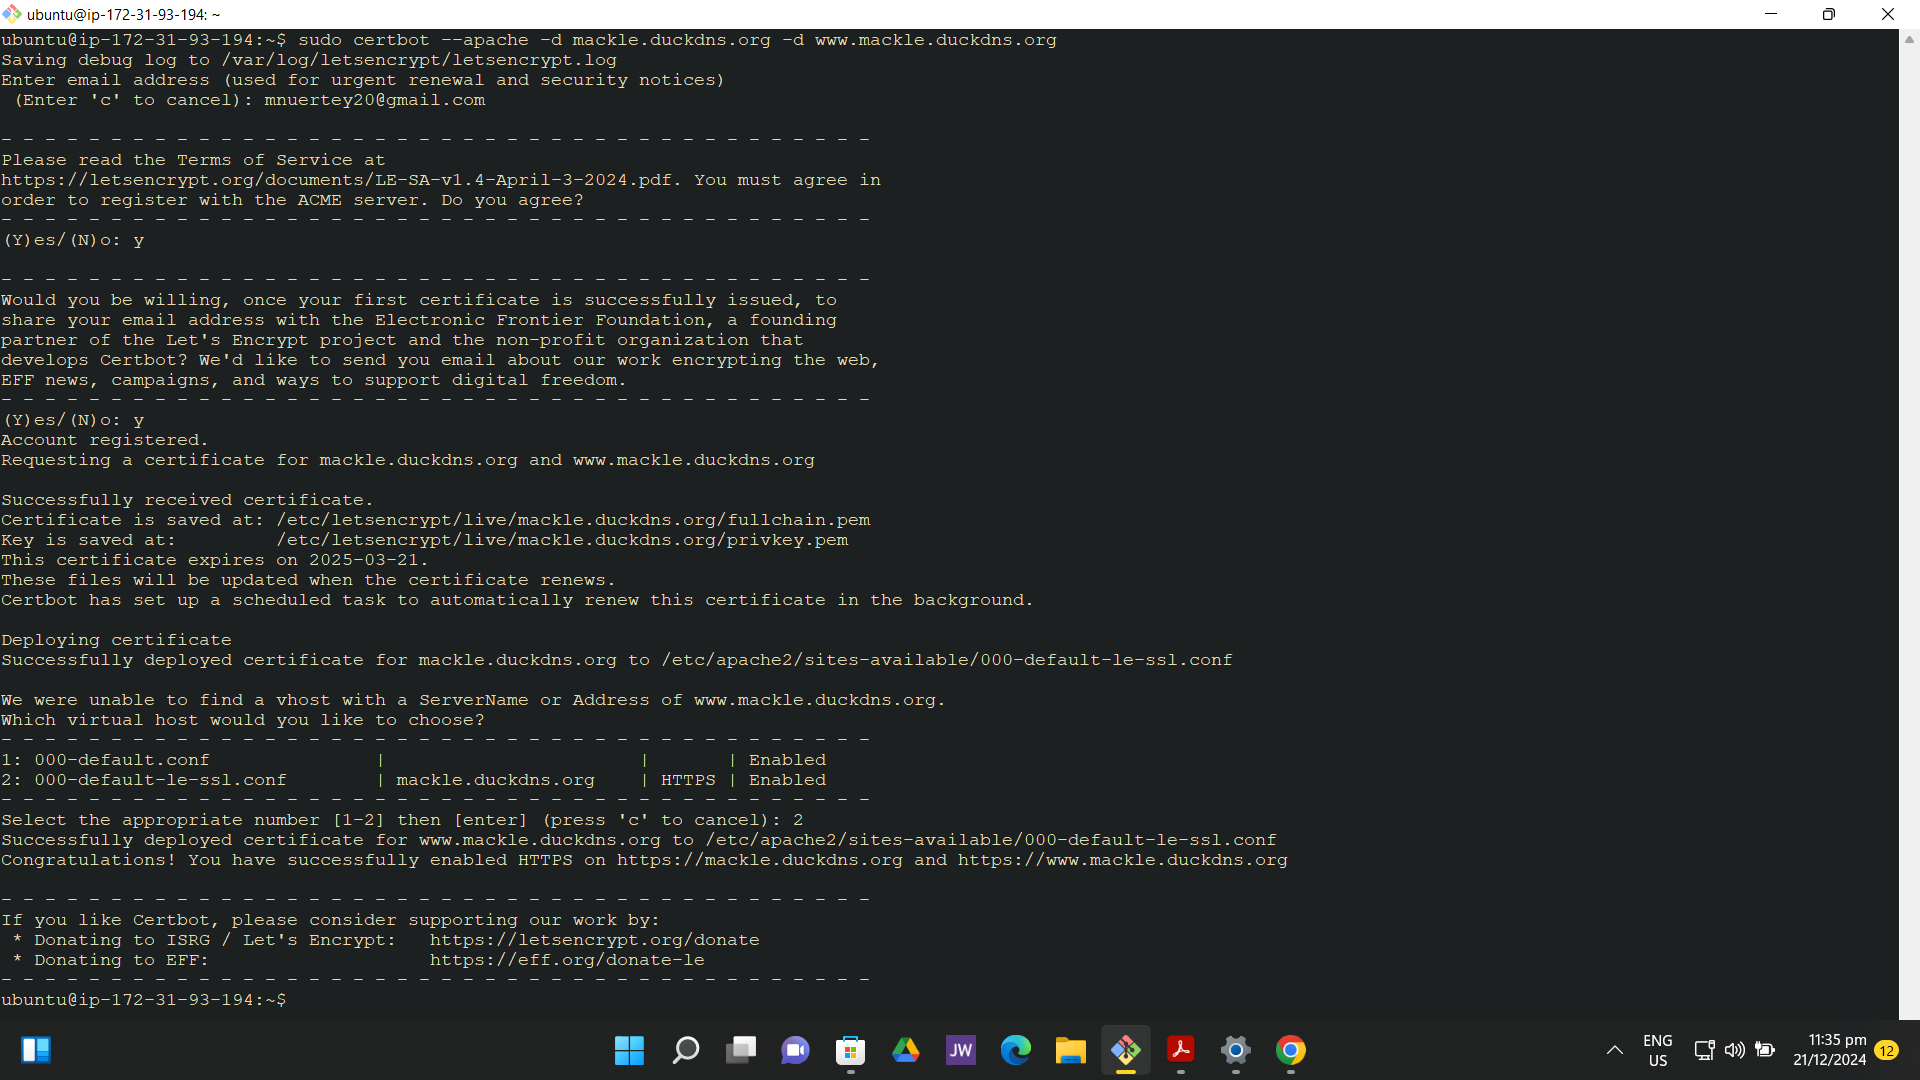 ubuntu@ip-172-31-93-194: ~
ubuntu@ip-172-31-93-194:~$ sudo certbot --apache -d mackle.duckdns.org -d www.mackle.duckdns.org
Saving debug log to /var/log/letsencrypt/letsencrypt.log
Enter email address (used for urgent renewal and security notices)
(Enter 'c' to cancel): mnuertey20@gmail.com
- - - - - - - - - - - - - - - - - - - - - - - - - - - - - - - - - - - - - - - -
Please read the Terms of Service at
https://letsencrypt.org/documents/LE-SA-v1.4-April-3-2024.pdf. You must agree in
order to register with the ACME server. Do you agree?
- - - - - - - - - - - - - - - - - - - - - - - - - - - - - - - - - - - - - - - -
(Y)es/(N)o: y
- - - - - - - - - - - - - - - - - - - - - - - - - - - - - - - - - - - - - - - -
Would you be willing, once your first certificate is successfully issued, to
share your email address with the Electronic Frontier Foundation, a founding
partner of the Let's Encrypt project and the non-profit organization that
develops Certbot? We'd like to send you email about our work encrypting the web,
EFF news, campaigns, and ways to support digital freedom.
- - - - - - - - - - - - - - - - - - - - - - - - - - - - - - - - - - - - - - - -
(Y)es/(N)o: y
Account registered.
Requesting a certificate for mackle.duckdns.org and www.mackle.duckdns.org
Successfully received certificate.
Certificate is saved at: /etc/letsencrypt/live/mackle.duckdns.org/fullchain.pem
Key is saved at:         /etc/letsencrypt/live/mackle.duckdns.org/privkey.pem
This certificate expires on 2025-03-21.
These files will be updated when the certificate renews.
Certbot has set up a scheduled task to automatically renew this certificate in the background.
Deploying certificate
Successfully deployed certificate for mackle.duckdns.org to /etc/apache2/sites-available/000-default-le-ssl.conf
We were unable to find a vhost with a ServerName or Address of www.mackle.duckdns.org.
Which virtual host would you like to choose?
- - - - - - - - - - - - - - - - - - - - - - - - - - - - - - - - - - - - - - - -
1: 000-default.conf               |                       |       | Enabled
2: 000-default-le-ssl.conf        | mackle.duckdns.org    | HTTPS | Enabled
- - - - - - - - - - - - - - - - - - - - - - - - - - - - - - - - - - - - - - - -
Select the appropriate number [1-2] then [enter] (press 'c' to cancel): 2
Successfully deployed certificate for www.mackle.duckdns.org to /etc/apache2/sites-available/000-default-le-ssl.conf
Congratulations! You have successfully enabled HTTPS on https://mackle.duckdns.org and https://www.mackle.duckdns.org
- - - - - - - - - - - - - - - - - - - - - - - - - - - - - - - - - - - - - - - -
If you like Certbot, please consider supporting our work by:
* Donating to ISRG / Let's Encrypt:   https://letsencrypt.org/donate
* Donating to EFF:                    https://eff.org/donate-le
- - - - - - - - - - - - - - - - - - - - - - - - - - - - - - - - - - - - - - - -
ubuntu@ip-172-31-93-194:~$
JW
ENG
US
11:35 pm
21/12/2024
12